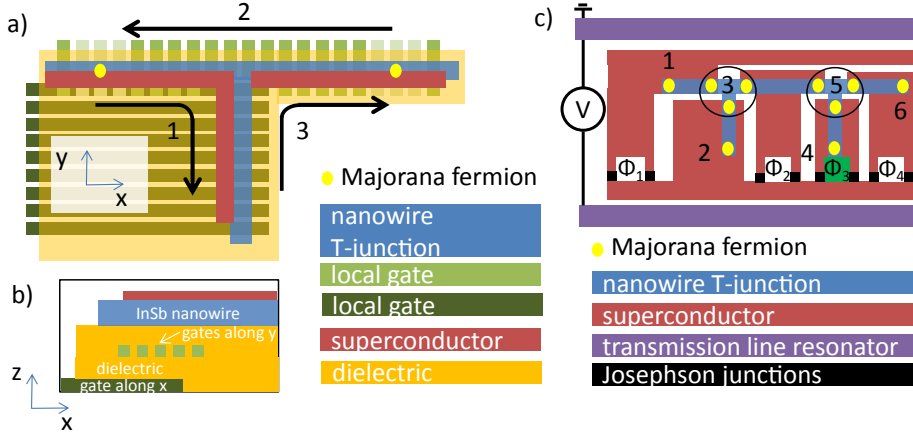 a)
2
1
3
y
x
Majorana fermion
nanowire
T-junction
local gate
local gate
superconductor
dielectric
b)
InSb nanowire
gates along y
dielectric
gate along x
z
x
c)
V
1
3
5
6
2
4
Φ1
Φ2
Φ3
Φ4
Majorana fermion
nanowire T-junction
superconductor
transmission line resonator
Josephson junctions